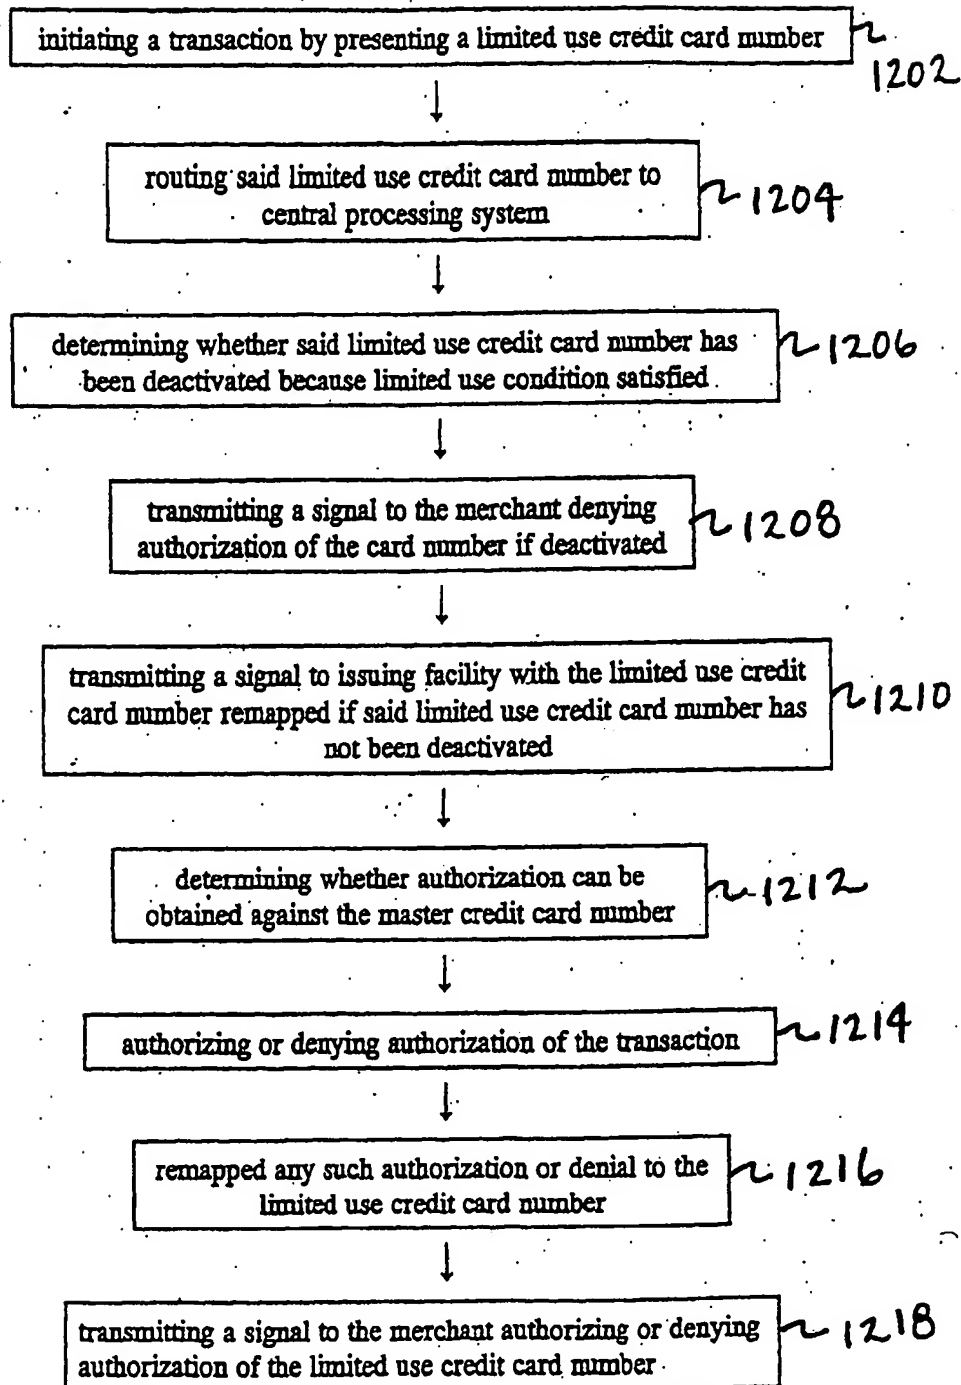 initiating a transaction by presenting a limited use credit card number
1202
routing said limited use credit card number to
central processing system
1204
determining whether said limited use credit card number has
been deactivated because limited use condition satisfied
1206
transmitting a signal to the merchant denying
authorization of the card number if deactivated
1208
transmitting a signal to issuing facility with the limited use credit
card number remapped if said limited use credit card number has
not been deactivated
1210
determining whether authorization can be
obtained against the master credit card number
1212
authorizing or denying authorization of the transaction
1214
remapped any such authorization or denial to the
limited use credit card number
1216
transmitting a signal to the merchant authorizing or denying
authorization of the limited use credit card number
1218